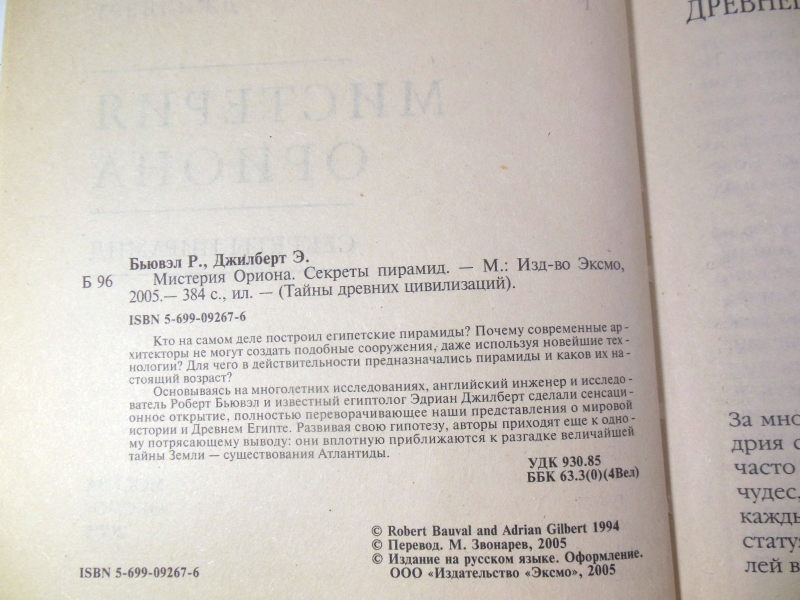 Бьювэл Р., Джилберт Э.
Б 96 Мистерия Ориона. Секреты пирамид. — М.: Изд-во Эксмо,
2005.— 384 с., ил. — (Тайны древних цивилизаций).
ISBN 5-699-09267-6
Кто на самом деле построил египетские пирамиды? Почему современные ар-
хитекторы не могут создать подобные сооружения, даже используя новейшие тех-
нологии? Для чего в действительности предназначались пирамиды и каков их на-
стоящий возраст?
Основываясь на многолетних исследованиях, английский инженер и исследо-
ватель Роберт Бьювэл и известный египтолог Эдриан Джилберт сделали сенсаци-
онное открытие, полностью переворачивающее наши представления о мировой
истории и Древнем Египте. Развивая свою гипотезу, авторы приходят еще к одно-
му потрясающему выводу: они вплотную приближаются к разгадке величайшей
тайны Земли — существования Атлантиды.
УДК 930.85
ББК 63.3(0)(4Вел)
© Robert Bauval and Adrian Gilbert 1994
© Перевод. М. Звонарев, 2005
© Издание на русском языке. Оформление.
ISBN 5-699-09267-6 ООО «Издательство «Эксмо», 2005
МИСТЕРИЯ
ОРИОНА
СЕКРЕТЫ ПИРАМИД
За мно
дрия с
часто
чудес,
кажды
статуя
лей в